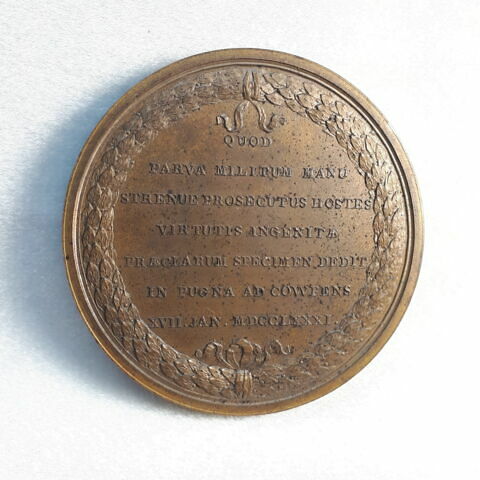 QUOD
PARVA MILITUM MANU
STRENUE PROSECUTUS HOSTES
VIRTUTIS INGENITÆ
PRÆCLARUM SPECIMEN DEDIT
IN PUGNA AD COWPENS
XVII. JAN. MDCCLXXXI.